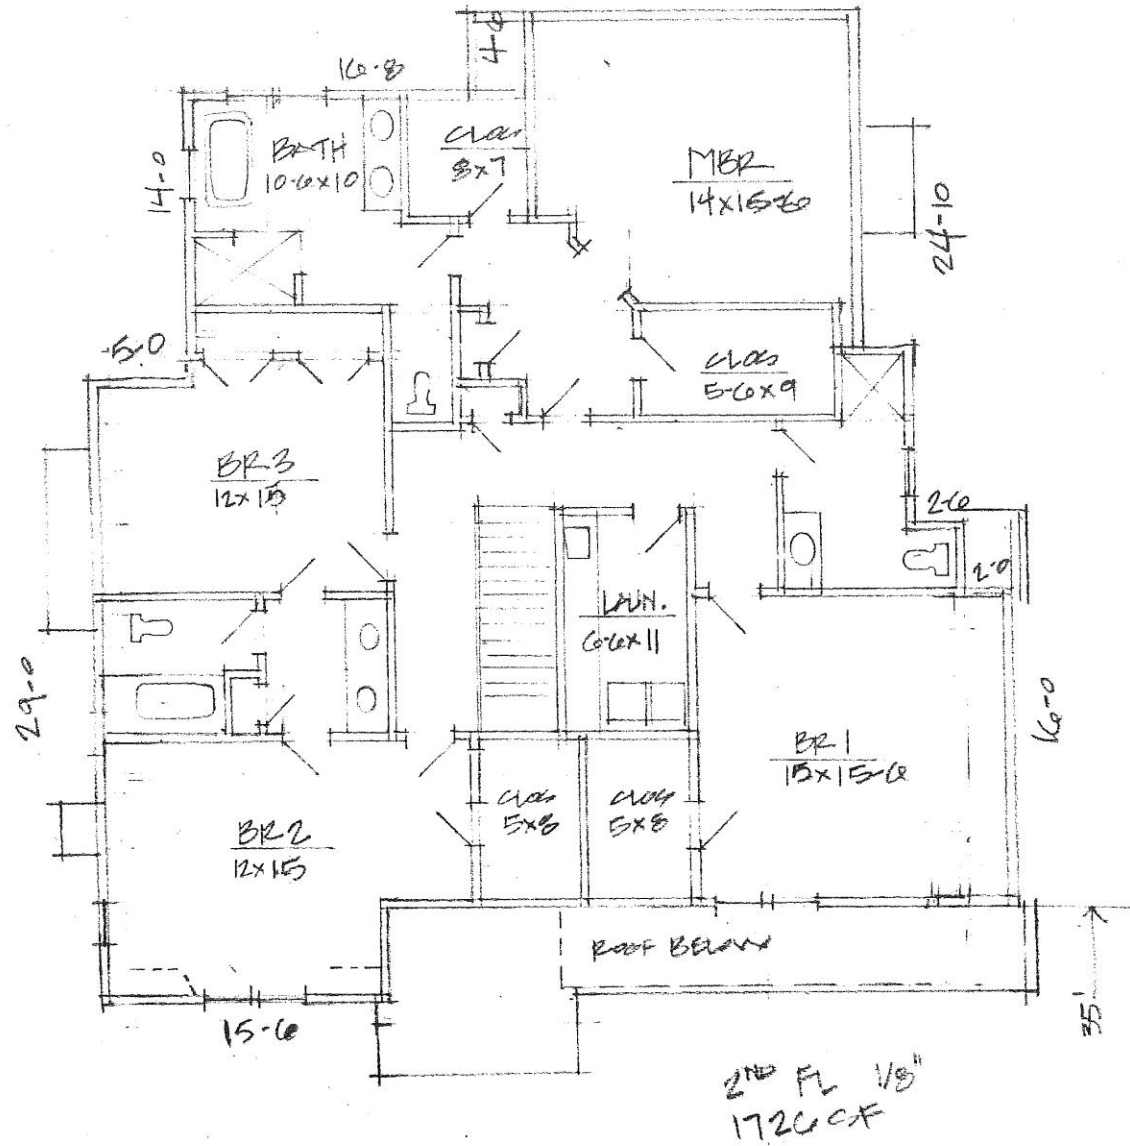 4-6
16-8
BATH
10-6x10
CLOS
8x7
MBR
14x15-6
14-0
24-10
5-0
CLOS
5-6x9
BR3
12x15
2-6
2-0
LAUN.
6-6x11
29-0
16-0
BR1
15x15-6
CLOS
5x8
CLOS
5x8
BR2
12x15
ROOF BELOW
15-6
35'
2ND FL 1/8"
1726 SF